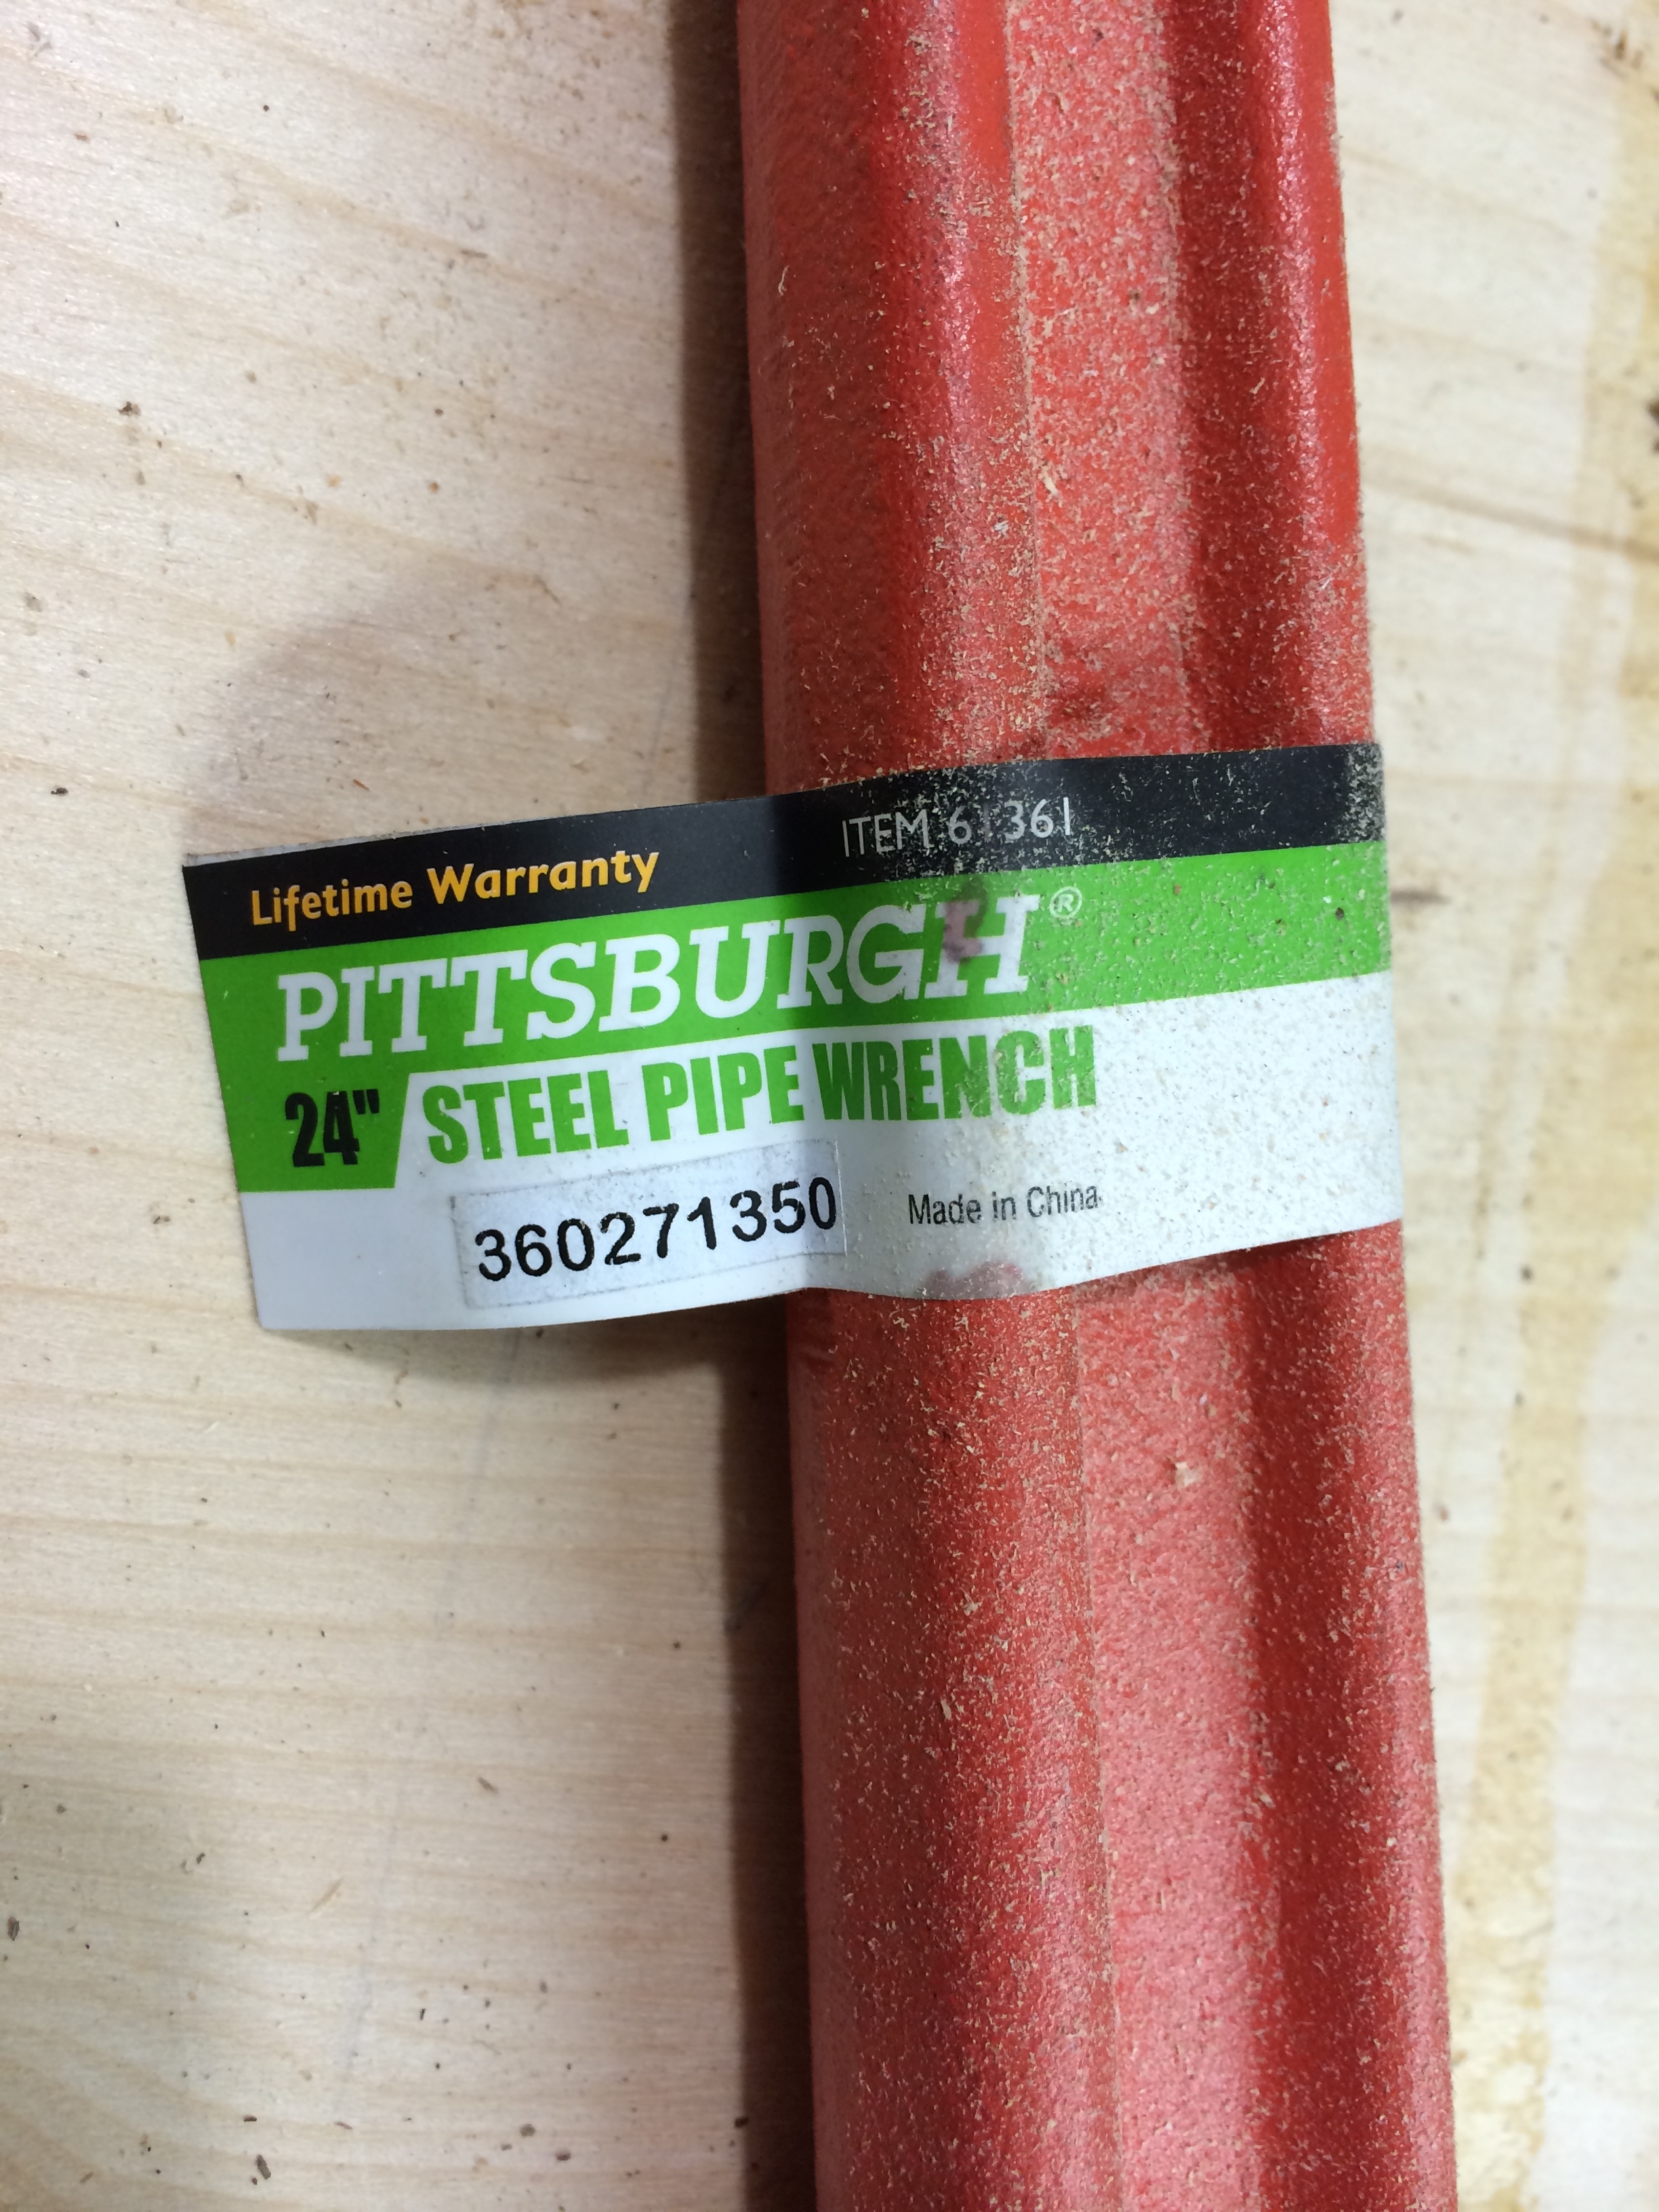 Lifetime Warranty ITEM 61361
PITTSBURGH®
24" STEEL PIPE WRENCH
360271350 Made in China